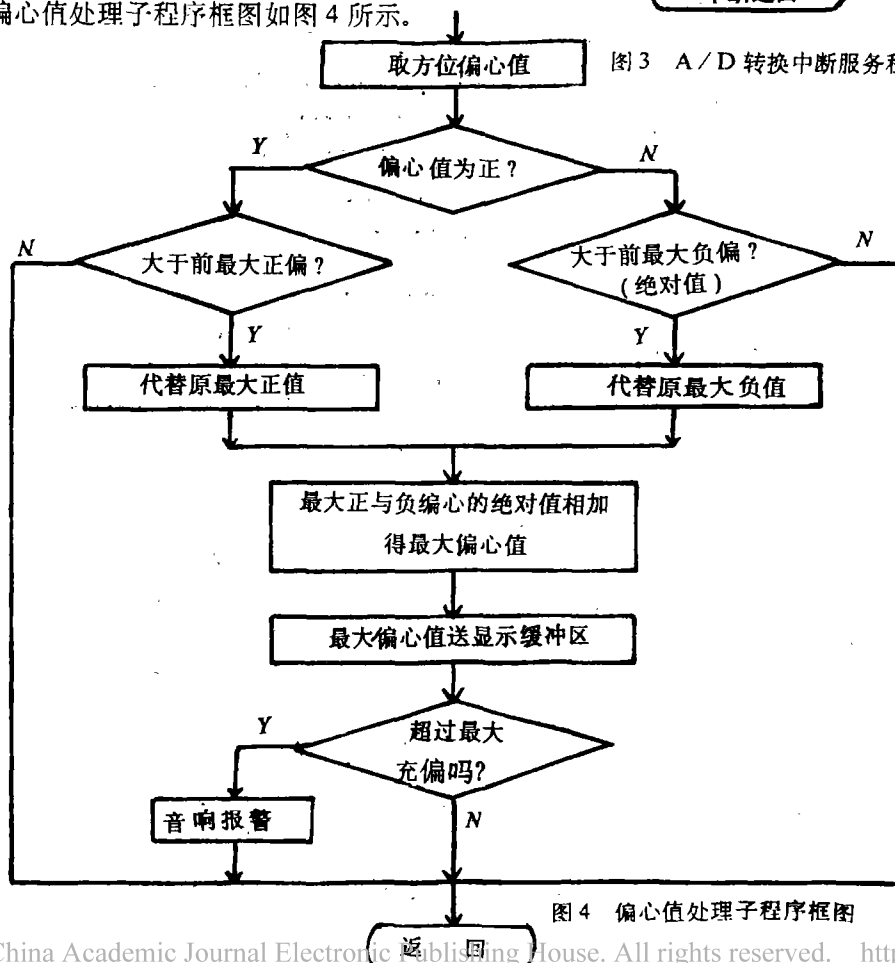 偏心值处理子程序框图如图4所示。
取方位偏心值
图3 A/D转换中断服务程
偏心值为正?
Y
N
大于前最大正偏?
N
Y
大于前最大负偏?
(绝对值)
N
Y
代替原最大正值
代替原最大负值
最大正与负编心的绝对值相加
得最大偏心值
最大偏心值送显示缓冲区
超过最大
充偏吗?
Y
N
音响报警
图4 偏心值处理子程序框图
返 回
China Academic Journal Electronic Publishing House. All rights reserved. htt